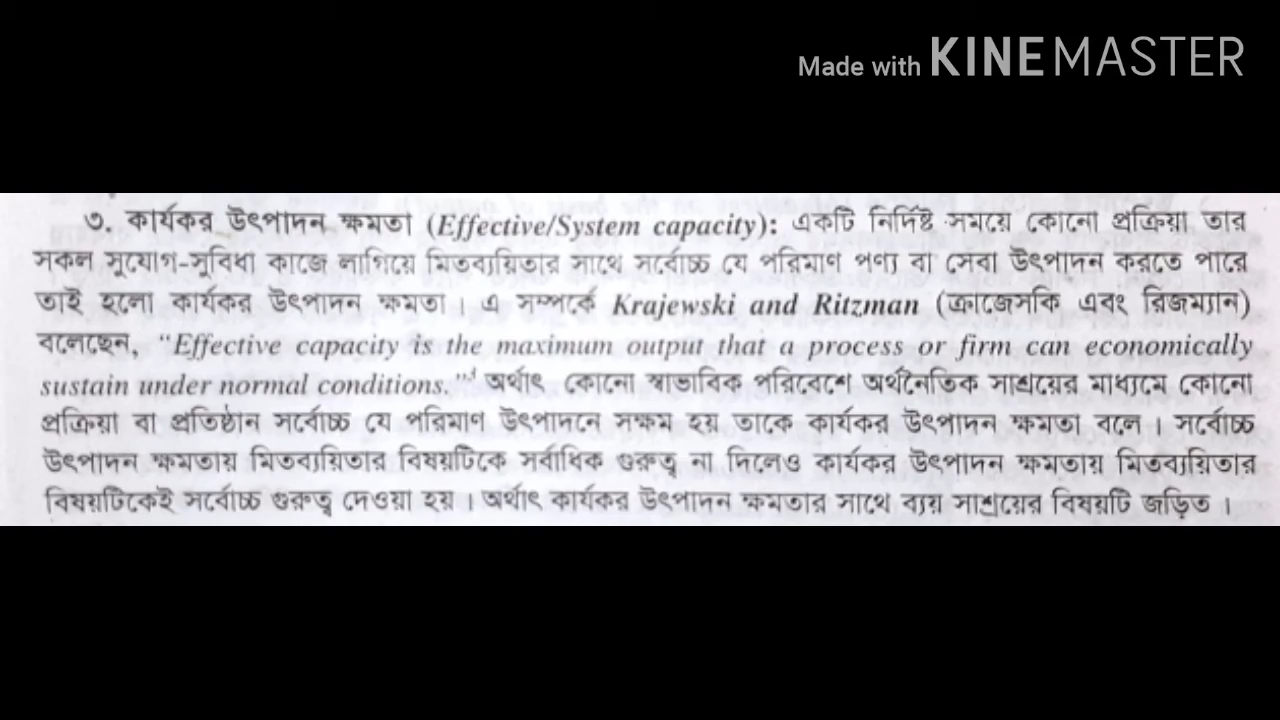 Made with KINEMASTER
৩. কার্যকর উৎপাদন ক্ষমতা (Effective/System capacity): একটি নির্দিষ্ট সময়ে কোনো প্রক্রিয়া তার
সকল সুযোগ-সুবিধা কাজে লাগিয়ে মিতব্যয়িতার সাথে সর্বোচ্চ যে পরিমাণ পণ্য বা সেবা উৎপাদন করতে পারে
তাই হলো কার্যকর উৎপাদন ক্ষমতা। এ সম্পর্কে Krajewski and Ritzman (ক্রাজেসকি এবং রিজম্যান)
বলেছেন, “Effective capacity is the maximum output that a process or firm can economically
sustain under normal conditions.” অর্থাৎ কোনো স্বাভাবিক পরিবেশে অর্থনৈতিক সাশ্রয়ের মাধ্যমে কোনো
প্রক্রিয়া বা প্রতিষ্ঠান সর্বোচ্চ যে পরিমাণ উৎপাদনে সক্ষম হয় তাকে কার্যকর উৎপাদন ক্ষমতা বলে। সর্বোচ্চ
উৎপাদন ক্ষমতায় মিতব্যয়িতার বিষয়টিকে সর্বাধিক গুরুত্ব না দিলেও কার্যকর উৎপাদন ক্ষমতায় মিতব্যয়িতার
বিষয়টিকেই সর্বোচ্চ গুরুত্ব দেওয়া হয়। অর্থাৎ কার্যকর উৎপাদন ক্ষমতার সাথে ব্যয় সাশ্রয়ের বিষয়টি জড়িত।